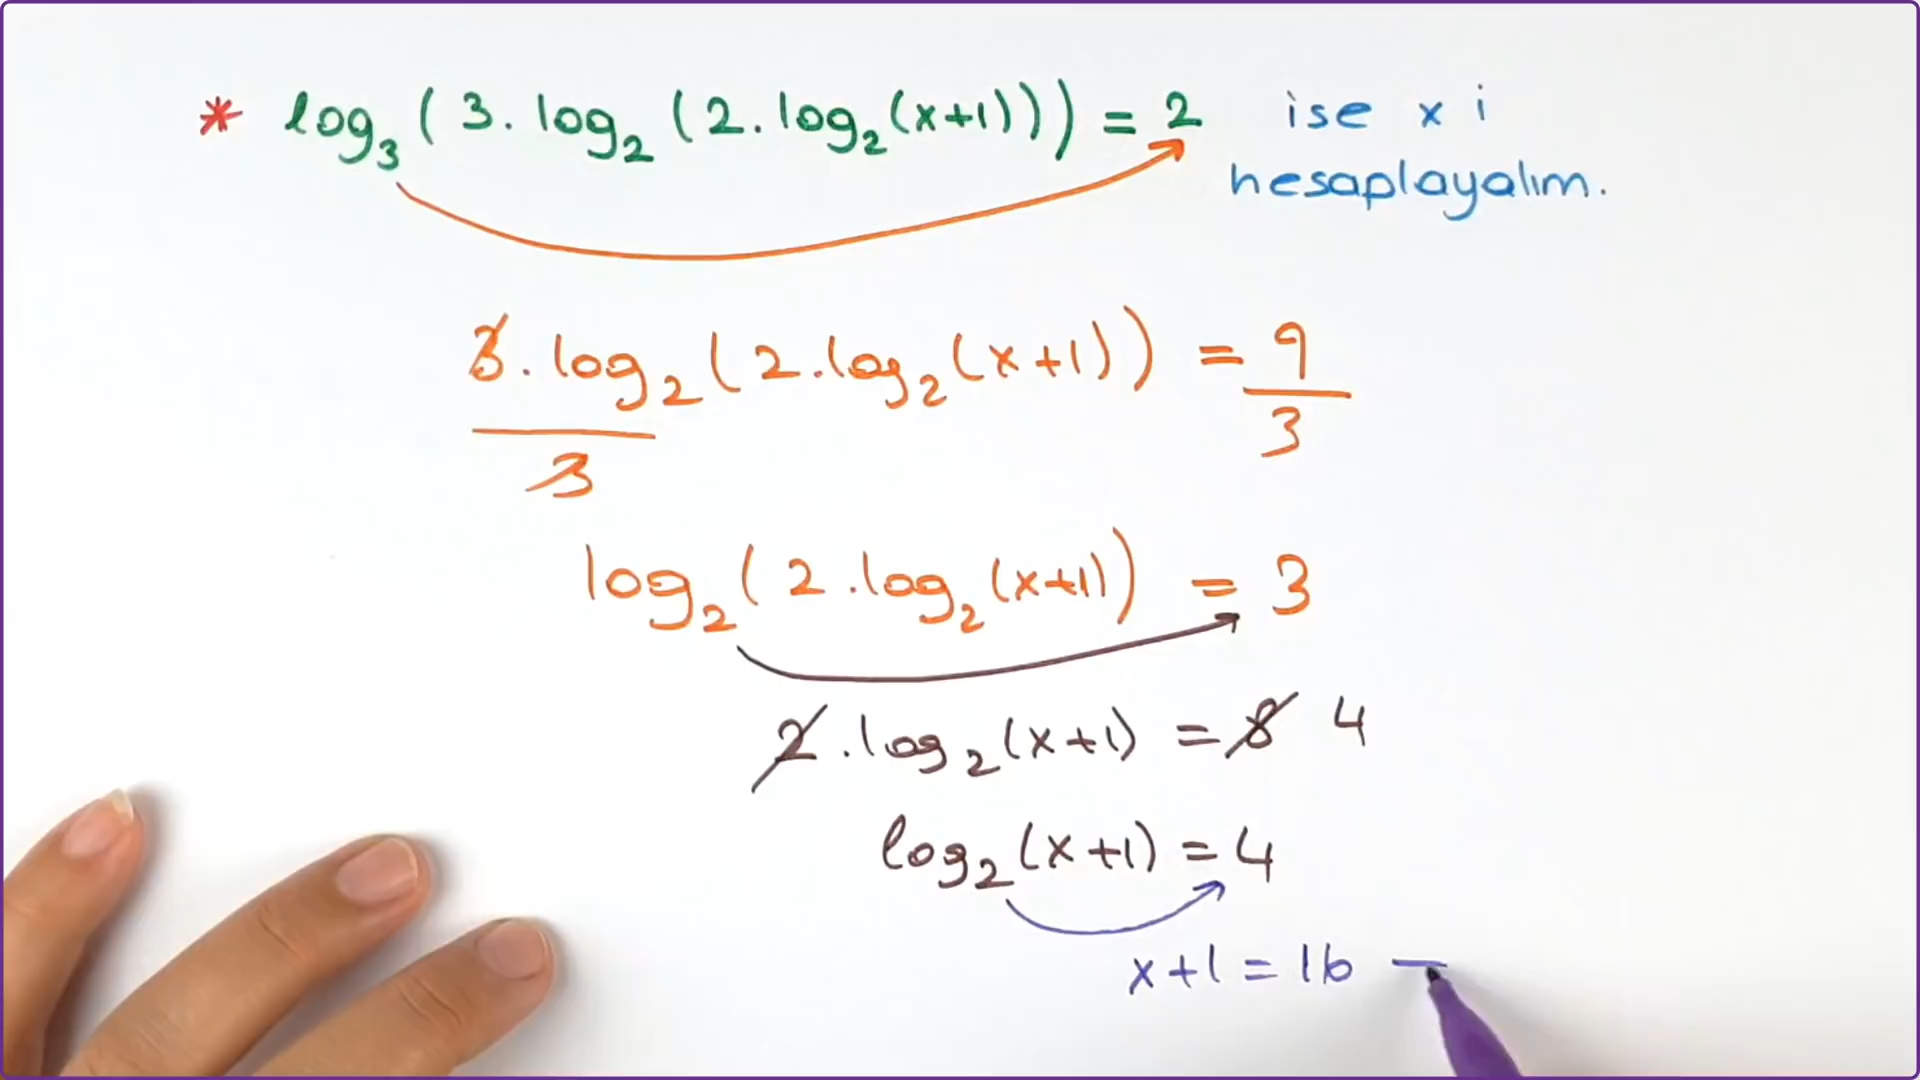 * log₃(3.log₂(2.log₂(x+1))) = 2 ise x i
hesaplayalım.
3.log₂(2.log₂(x+1)) = 9
3 3
log₂(2.log₂(x+1)) = 3
2.log₂(x+1) = 8 4
log₂(x+1) = 4
x+1 = 16